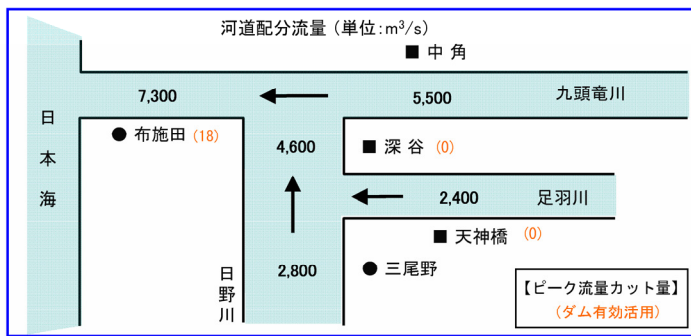 河道配分流量 (単位:m³/s)
■ 中 角
7,300
5,500
九頭竜川
日本海
● 布施田 (18)
4,600
■ 深 谷 (0)
2,400
足羽川
■ 天神橋 (0)
2,800
● 三尾野
日野川
【ピーク流量カット量】
(ダム有効活用)